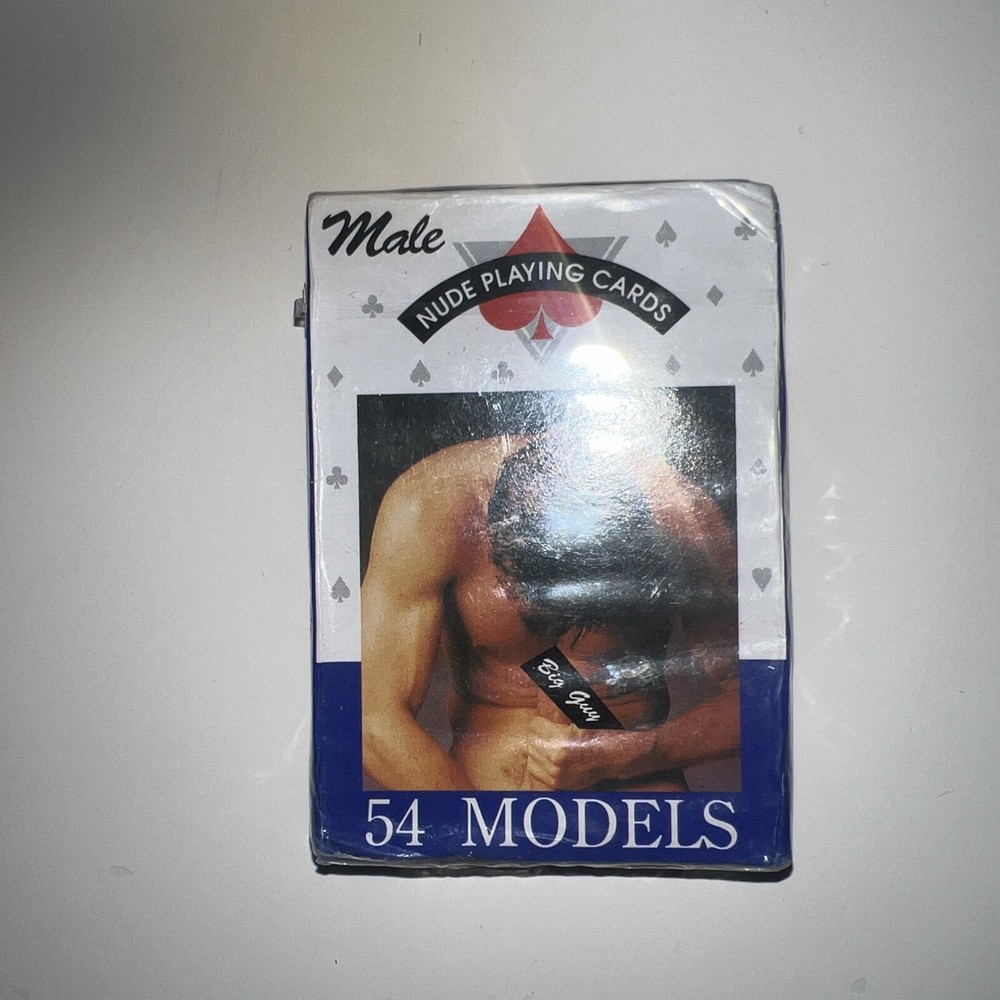 Male
NUDE PLAYING CARDS
Big Guy
54 MODELS